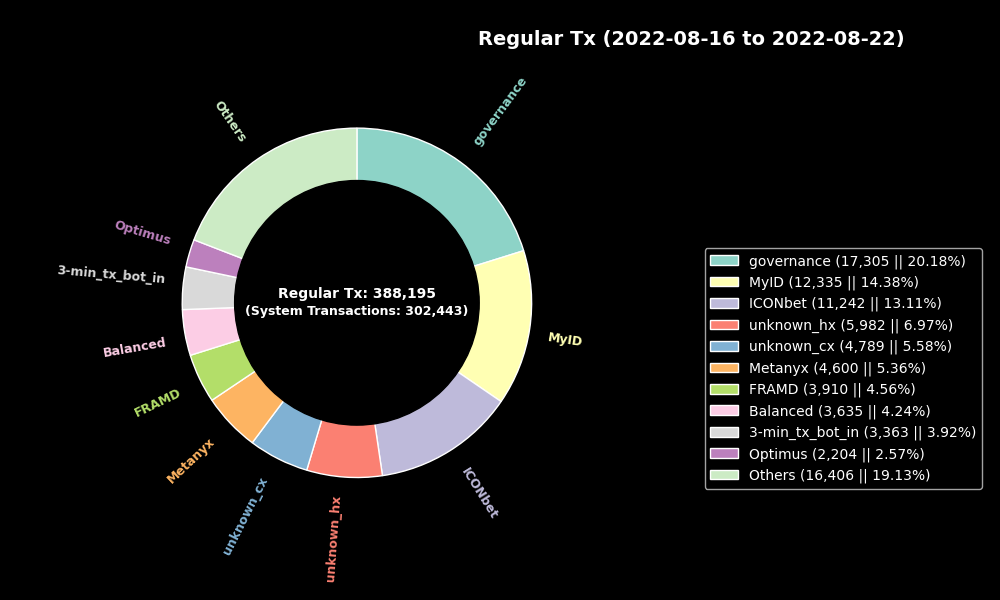 Regular Tx (2022-08-16 to 2022-08-22)
governance
Others
Optimus
3-min_tx_bot_in
Regular Tx: 388,195
(System Transactions: 302,443)
MyID
Balanced
FRAMD
Metanyx
ICONbet
unknown_cx
unknown_hx
governance (17,305 || 20.18%)
MyID (12,335 || 14.38%)
ICONbet (11,242 || 13.11%)
unknown_hx (5,982 || 6.97%)
unknown_cx (4,789 || 5.58%)
Metanyx (4,600 || 5.36%)
FRAMD (3,910 || 4.56%)
Balanced (3,635 || 4.24%)
3-min_tx_bot_in (3,363 || 3.92%)
Optimus (2,204 || 2.57%)
Others (16,406 || 19.13%)